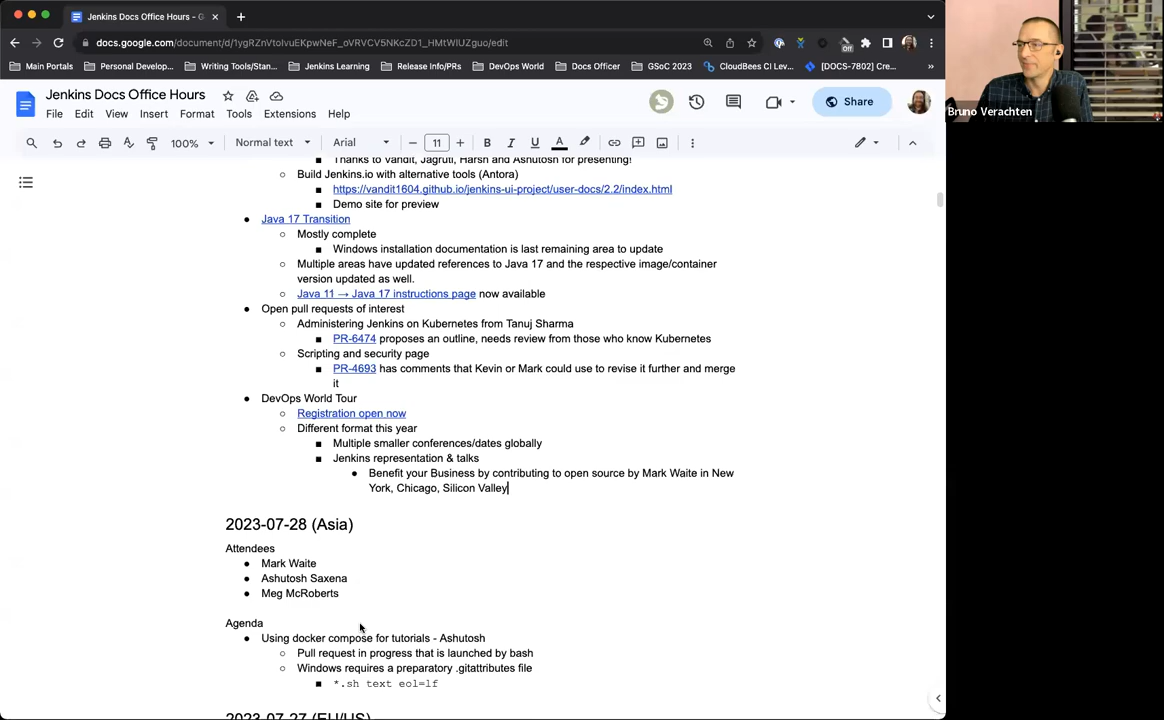 Jenkins Docs Office Hours - G
docs.google.com/document/d/1ygRZnVtoIvuEKpwNeF_oVRVCV5NKcZD1_HMtWIUZguo/edit
Off
Main Portals
Personal Develop...
Writing Tools/Stan...
Jenkins Learning
Release Info/PRs
DevOps World
Docs Officer
GSoC 2023
CloudBees CI Lev...
[DOCS-7802] Cre...
»
Bruno Verachten
Jenkins Docs Office Hours
File Edit View Insert Format Tools Extensions Help
Share
100% Normal text Arial 11 B I U A
Thanks to Vandit, Jagruti, Harsh and Ashutosh for presenting!
Build Jenkins.io with alternative tools (Antora)
https://vandit1604.github.io/jenkins-ui-project/user-docs/2.2/index.html
Demo site for preview
Java 17 Transition
Mostly complete
Windows installation documentation is last remaining area to update
Multiple areas have updated references to Java 17 and the respective image/container
version updated as well.
Java 11 → Java 17 instructions page now available
Open pull requests of interest
Administering Jenkins on Kubernetes from Tanuj Sharma
PR-6474 proposes an outline, needs review from those who know Kubernetes
Scripting and security page
PR-4693 has comments that Kevin or Mark could use to revise it further and merge
it
DevOps World Tour
Registration open now
Different format this year
Multiple smaller conferences/dates globally
Jenkins representation & talks
Benefit your Business by contributing to open source by Mark Waite in New
York, Chicago, Silicon Valley
2023-07-28 (Asia)
Attendees
Mark Waite
Ashutosh Saxena
Meg McRoberts
Agenda
Using docker compose for tutorials - Ashutosh
Pull request in progress that is launched by bash
Windows requires a preparatory .gitattributes file
*.sh text eol=lf
2023-07-27 (EU/US)